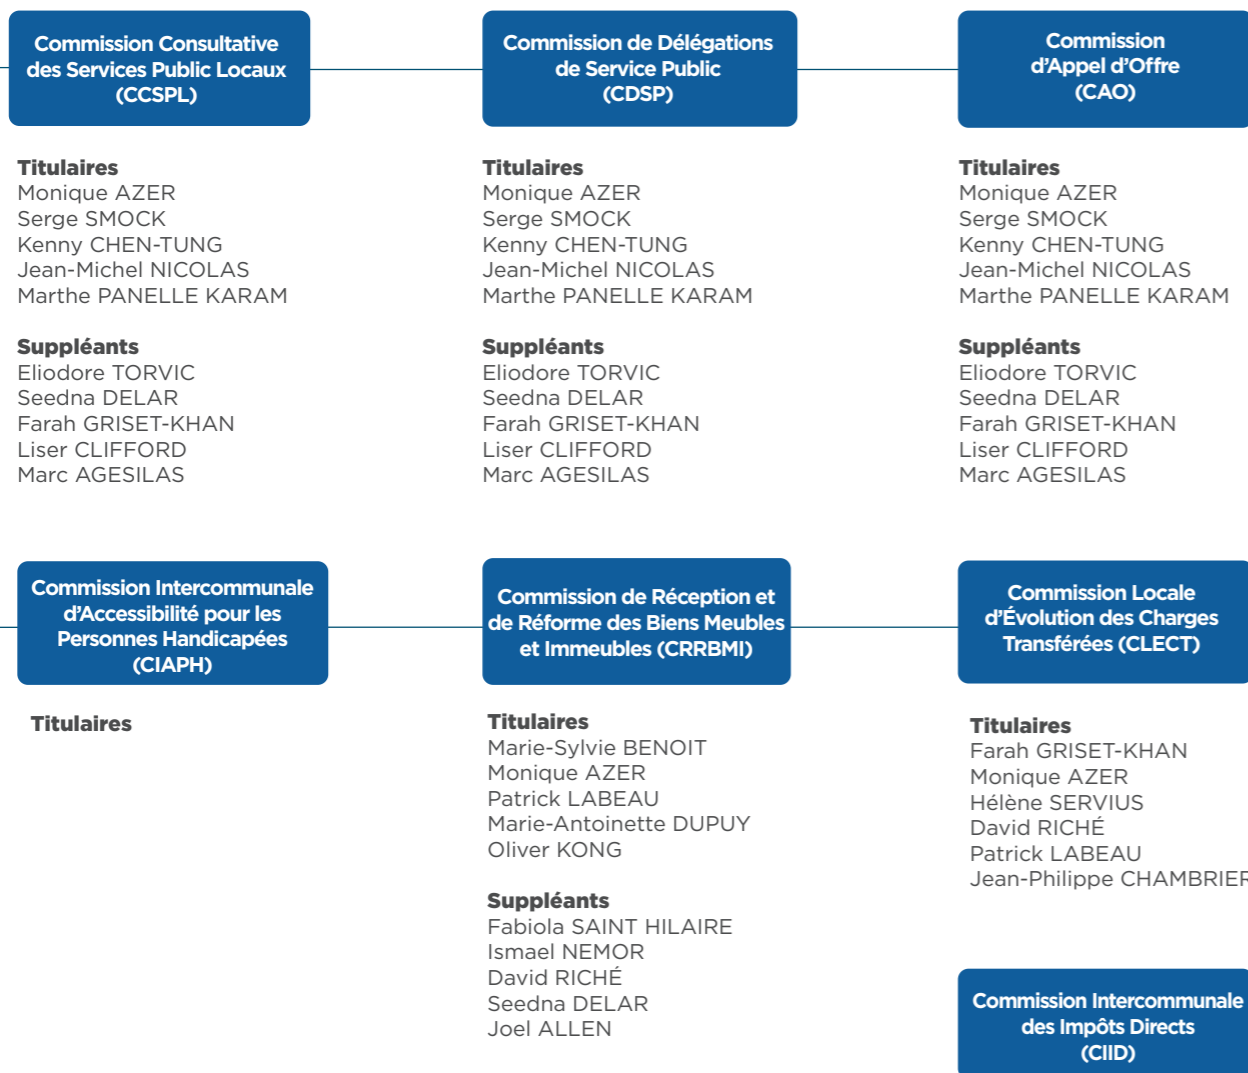 Commission Consultative
des Services Public Locaux
(CCSPL)
Titulaires
Monique AZER
Serge SMOCK
Kenny CHEN-TUNG
Jean-Michel NICOLAS
Marthe PANELLE KARAM
Suppléants
Eliodore TORVIC
Seedna DELAR
Farah GRISET-KHAN
Liser CLIFFORD
Marc AGESILAS
Commission de Délégations
de Service Public
(CDSP)
Titulaires
Monique AZER
Serge SMOCK
Kenny CHEN-TUNG
Jean-Michel NICOLAS
Marthe PANELLE KARAM
Suppléants
Eliodore TORVIC
Seedna DELAR
Farah GRISET-KHAN
Liser CLIFFORD
Marc AGESILAS
Commission
d'Appel d'Offre
(CAO)
Titulaires
Monique AZER
Serge SMOCK
Kenny CHEN-TUNG
Jean-Michel NICOLAS
Marthe PANELLE KARAM
Suppléants
Eliodore TORVIC
Seedna DELAR
Farah GRISET-KHAN
Liser CLIFFORD
Marc AGESILAS
Commission Intercommunale
d'Accessibilité pour les
Personnes Handicapées
(CIAPH)
Titulaires
Commission de Réception et
de Réforme des Biens Meubles
et Immeubles (CRRBMI)
Titulaires
Marie-Sylvie BENOIT
Monique AZER
Patrick LABEAU
Marie-Antoinette DUPUY
Oliver KONG
Suppléants
Fabiola SAINT HILAIRE
Ismael NEMOR
David RICHÉ
Seedna DELAR
Joel ALLEN
Commission Locale
d'Évolution des Charges
Transférées (CLECT)
Titulaires
Farah GRISET-KHAN
Monique AZER
Hélène SERVIUS
David RICHÉ
Patrick LABEAU
Jean-Philippe CHAMBRIER
Commission Intercommunale
des Impôts Directs
(CIID)